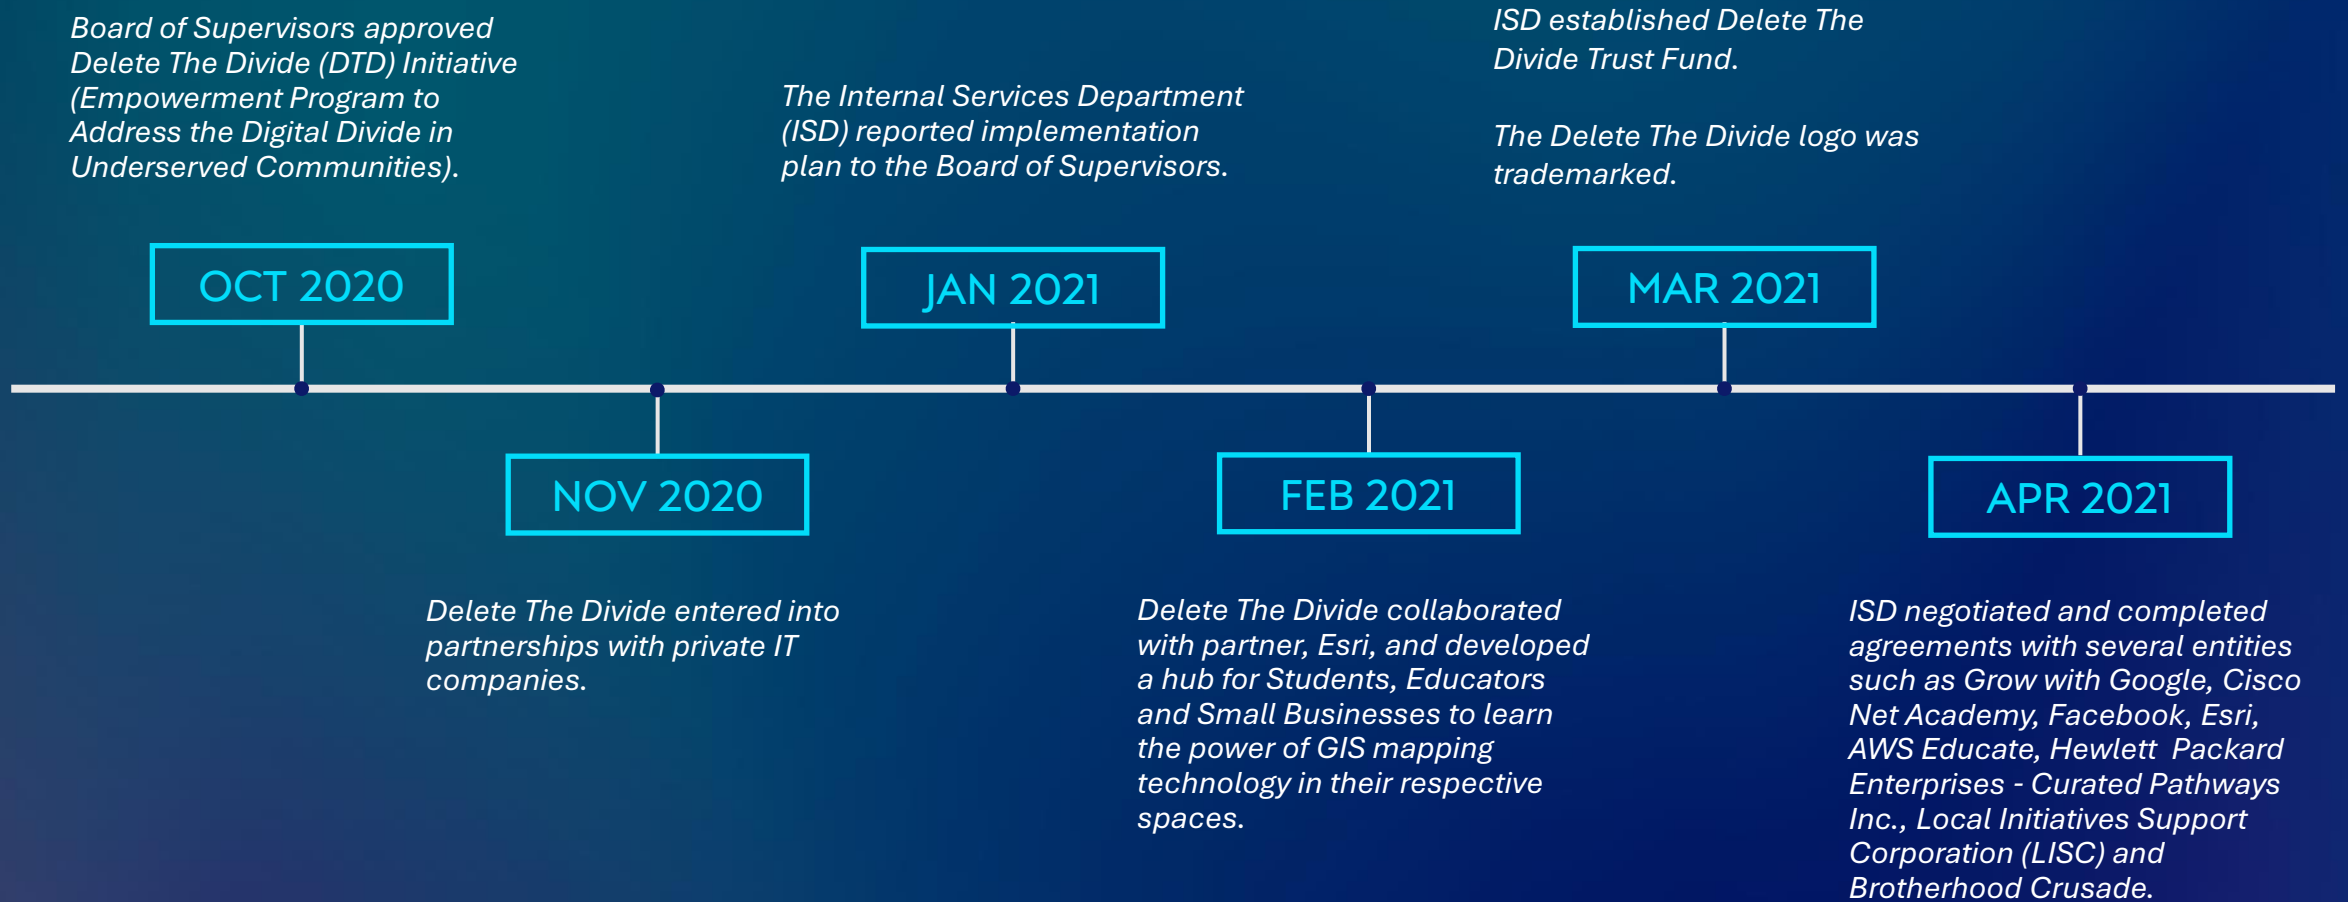 Board of Supervisors approved
Delete The Divide (DTD) Initiative
(Empowerment Program to
Address the Digital Divide in
Underserved Communities).
OCT 2020
NOV 2020
Delete The Divide entered into
partnerships with private IT
companies.
The Internal Services Department
(ISD) reported implementation
plan to the Board of Supervisors.
JAN 2021
FEB 2021
Delete The Divide collaborated
with partner, Esri, and developed
a hub for Students, Educators
and Small Businesses to learn
the power of GIS mapping
technology in their respective
spaces.
ISD established Delete The
Divide Trust Fund.
The Delete The Divide logo was
trademarked.
MAR 2021
APR 2021
ISD negotiated and completed
agreements with several entities
such as Grow with Google, Cisco
Net Academy, Facebook, Esri,
AWS Educate, Hewlett  Packard
Enterprises - Curated Pathways
Inc., Local Initiatives Support
Corporation (LISC) and
Brotherhood Crusade.